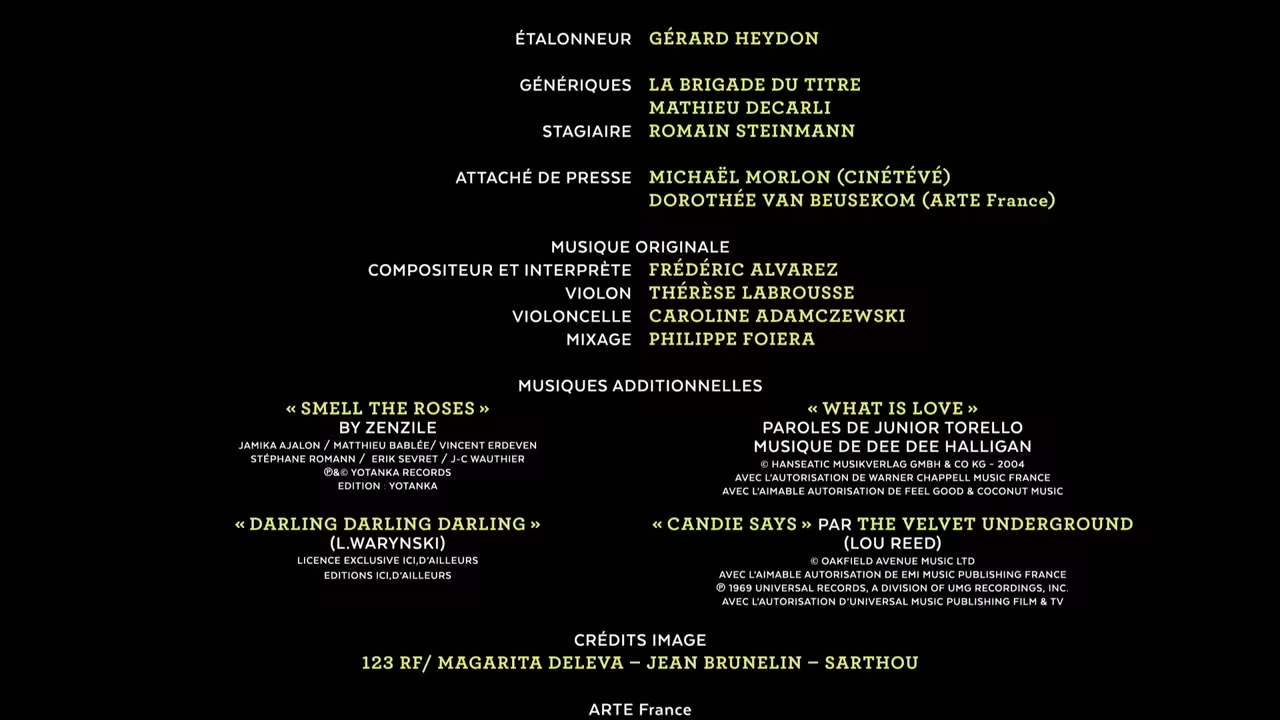 ÉTALONNEUR GÉRARD HEYDON
GÉNÉRIQUES LA BRIGADE DU TITRE
MATHIEU DECARLI
STAGIAIRE ROMAIN STEINMANN
ATTACHÉ DE PRESSE MICHAËL MORLON (CINÉTÉVÉ)
DOROTHÉE VAN BEUSEKOM (ARTE France)
MUSIQUE ORIGINALE
COMPOSITEUR ET INTERPRÈTE FRÉDÉRIC ALVAREZ
VIOLON THÉRÈSE LABROUSSE
VIOLONCELLE CAROLINE ADAMCZEWSKI
MIXAGE PHILIPPE FOIERA
MUSIQUES ADDITIONNELLES
« SMELL THE ROSES »
BY ZENZILE
JAMIKA AJALON / MATTHIEU BABLÉE/ VINCENT ERDEVEN
STÉPHANE ROMANN / ERIK SEVRET / J-C WAUTHIER
℗&© YOTANKA RECORDS
EDITION : YOTANKA
« WHAT IS LOVE »
PAROLES DE JUNIOR TORELLO
MUSIQUE DE DEE DEE HALLIGAN
© HANSEATIC MUSIKVERLAG GMBH & CO KG – 2004
AVEC L'AUTORISATION DE WARNER CHAPPELL MUSIC FRANCE
AVEC L'AIMABLE AUTORISATION DE FEEL GOOD & COCONUT MUSIC
« DARLING DARLING DARLING »
(L.WARYNSKI)
LICENCE EXCLUSIVE ICI,D'AILLEURS
EDITIONS ICI,D'AILLEURS
« CANDIE SAYS » PAR THE VELVET UNDERGROUND
(LOU REED)
© OAKFIELD AVENUE MUSIC LTD
AVEC L'AIMABLE AUTORISATION DE EMI MUSIC PUBLISHING FRANCE
℗ 1969 UNIVERSAL RECORDS, A DIVISION OF UMG RECORDINGS, INC.
AVEC L'AUTORISATION D'UNIVERSAL MUSIC PUBLISHING FILM & TV
CRÉDITS IMAGE
123 RF/ MAGARITA DELEVA – JEAN BRUNELIN – SARTHOU
ARTE France